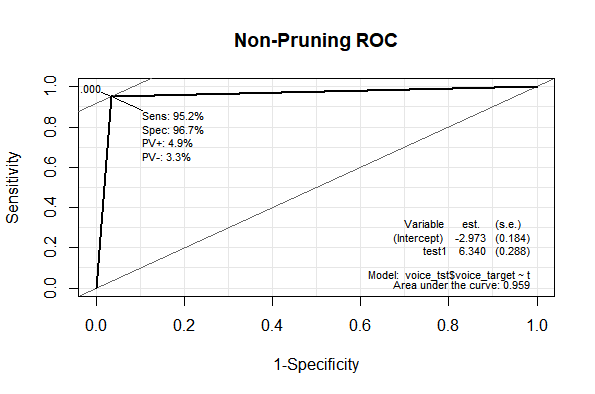 Non-Pruning ROC
Sensitivity
1.0
0.8
0.6
0.4
0.2
0.0
.000
Sens: 95.2%
Spec: 96.7%
PV+: 4.9%
PV-: 3.3%
Variable est. (s.e.)
(Intercept) -2.973 (0.184)
test1 6.340 (0.288)
Model: voice_tst$voice_target ~ t
Area under the curve: 0.959
0.0 0.2 0.4 0.6 0.8 1.0
1-Specificity